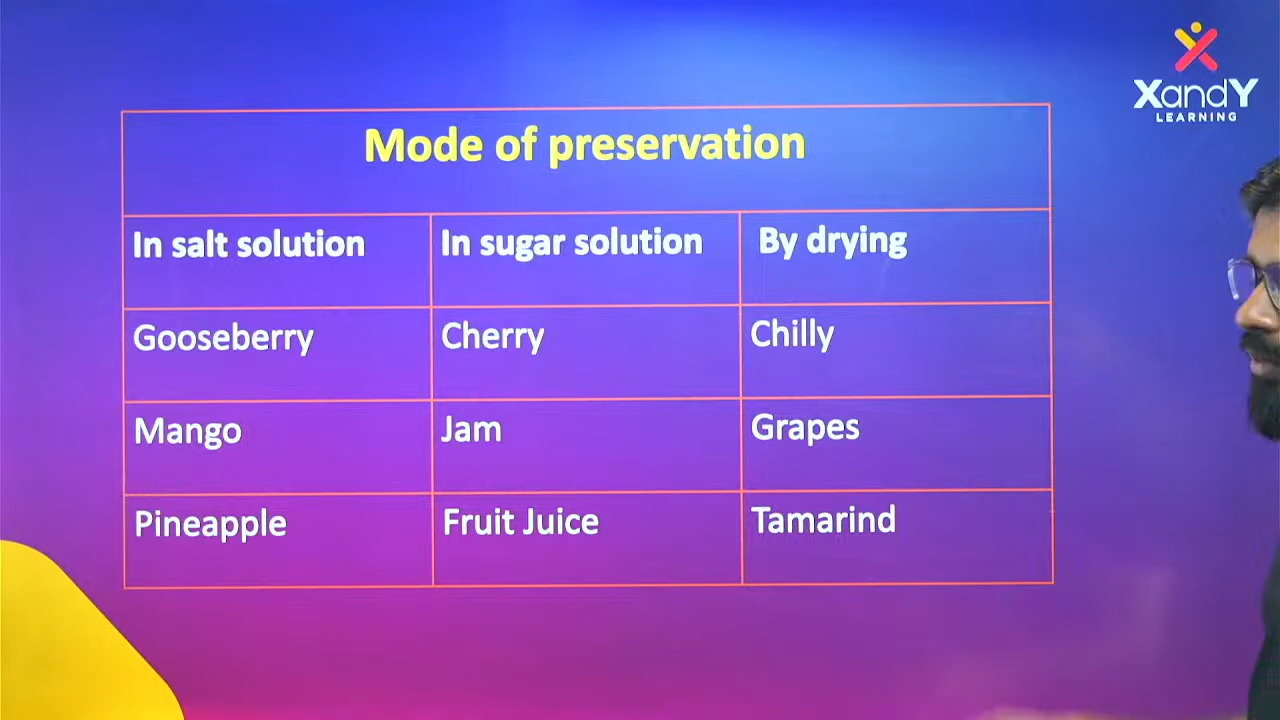 XandY
LEARNING
Mode of preservation
In salt solution In sugar solution By drying
Gooseberry Cherry Chilly
Mango Jam Grapes
Pineapple Fruit Juice Tamarind